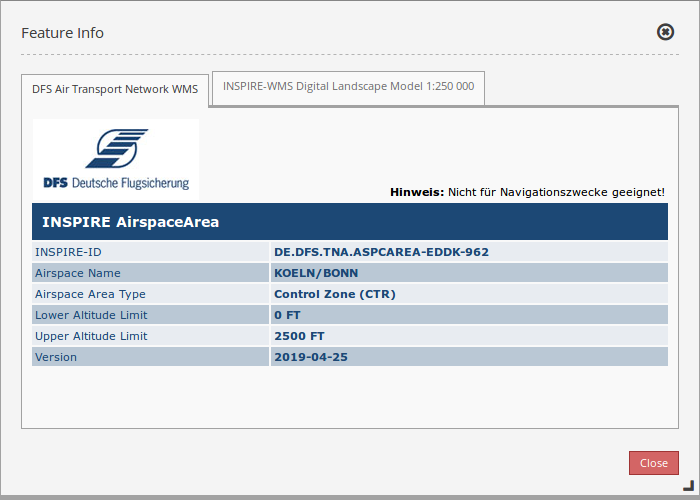 Feature Info
DFS Air Transport Network WMS
INSPIRE-WMS Digital Landscape Model 1:250 000
DFS Deutsche Flugsicherung
Hinweis: Nicht für Navigationszwecke geeignet!
INSPIRE AirspaceArea
INSPIRE-ID DE.DFS.TNA.ASPCAREA-EDDK-962
Airspace Name KOELN/BONN
Airspace Area Type Control Zone (CTR)
Lower Altitude Limit 0 FT
Upper Altitude Limit 2500 FT
Version 2019-04-25
Close